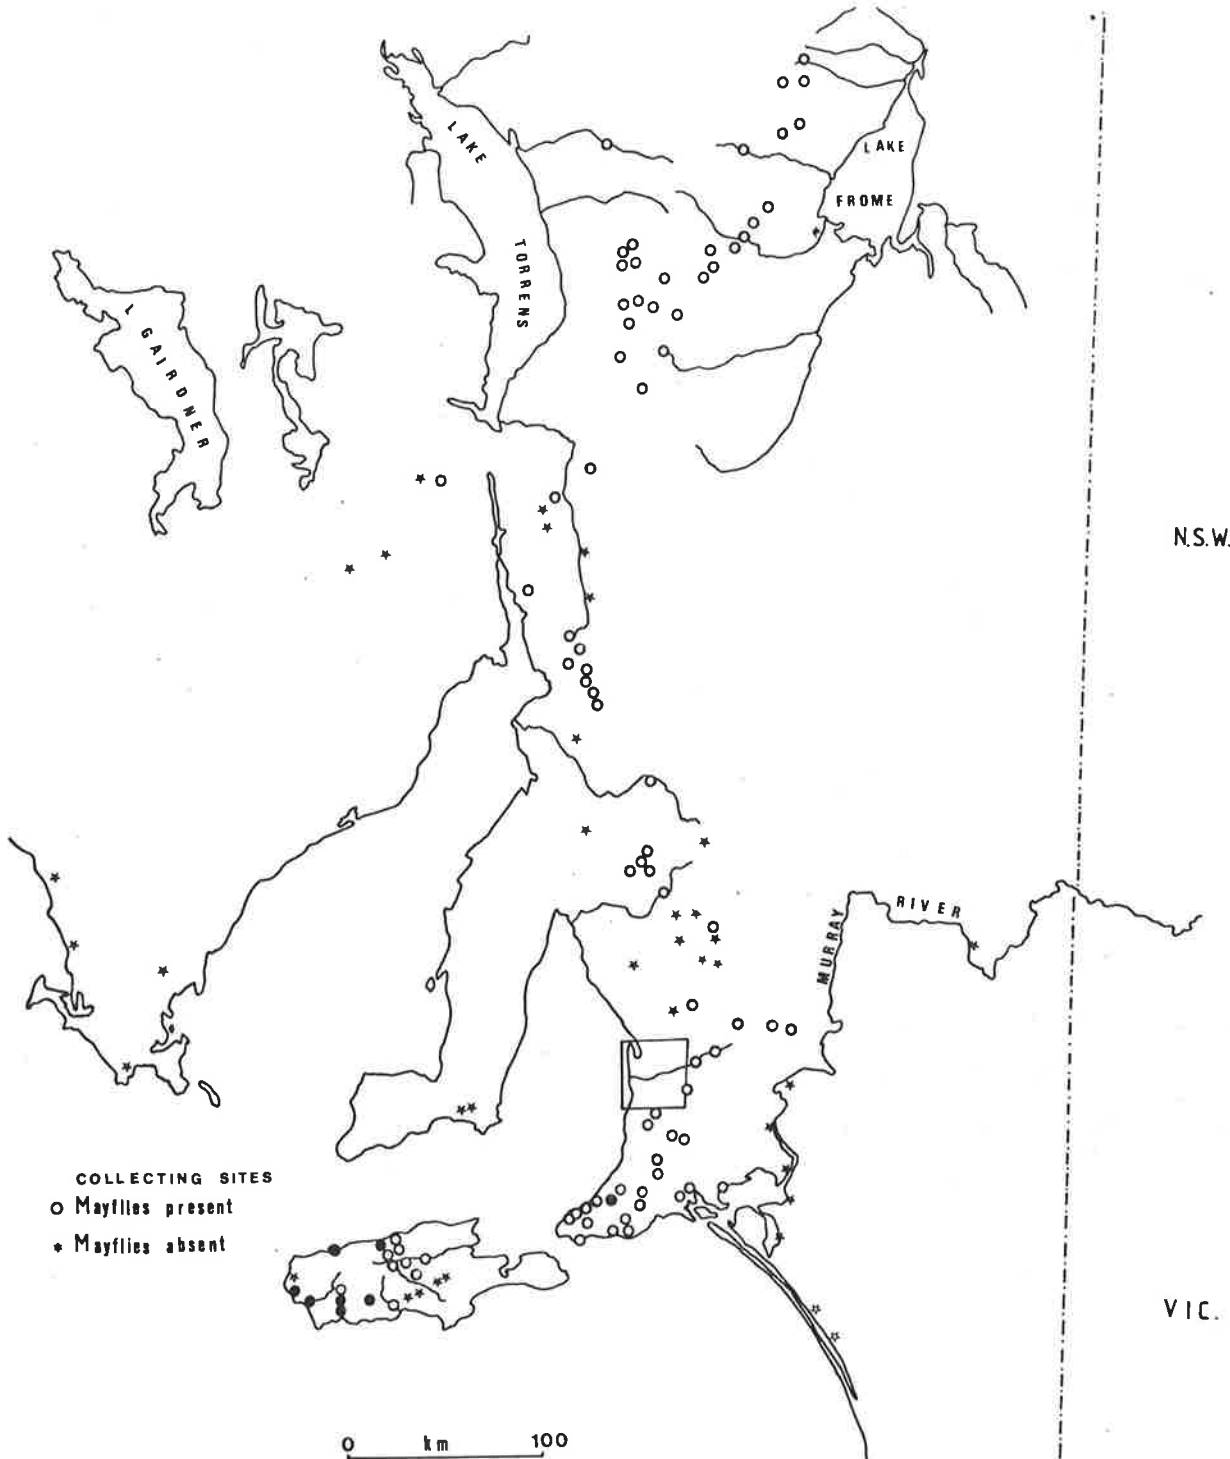 LAKE
TORRENS
LAKE
FROME
L GAIRDNER
N.S.W.
MURRAY
RIVER
COLLECTING SITES
Mayflies present
Mayflies absent
VIC.
0 km 100